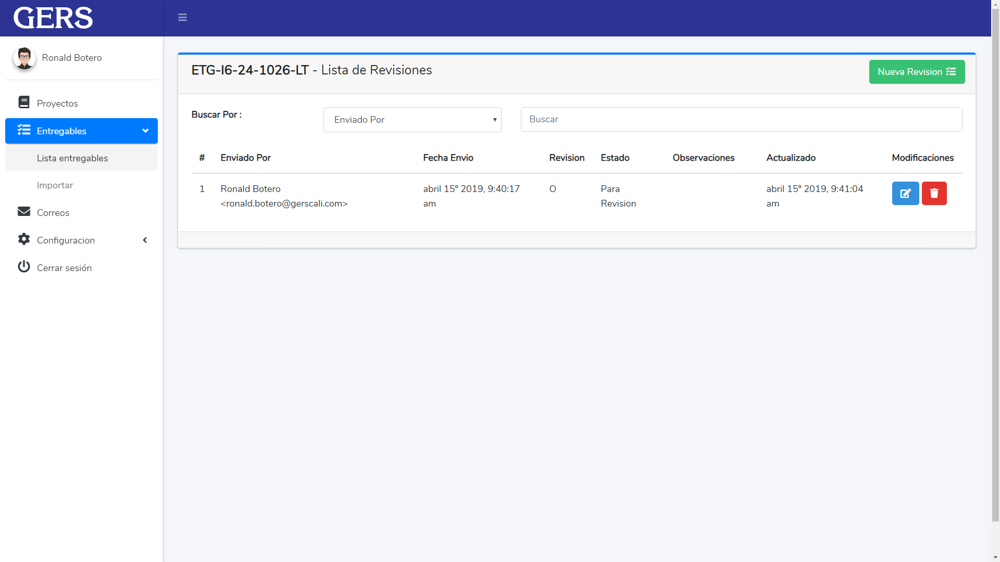 GERS
Ronald Botero
Proyectos
Entregables
Lista entregables
Importar
Correos
Configuracion
Cerrar sesión
ETG-I6-24-1026-LT - Lista de Revisiones
Nueva Revision
Buscar Por :
Enviado Por
Buscar
# Enviado Por Fecha Envio Revision Estado Observaciones Actualizado Modificaciones
1 Ronald Botero abril 15º 2019, 9:40:17 O Para abril 15º 2019, 9:41:04
<ronald.botero@gerscali.com> am Revision am